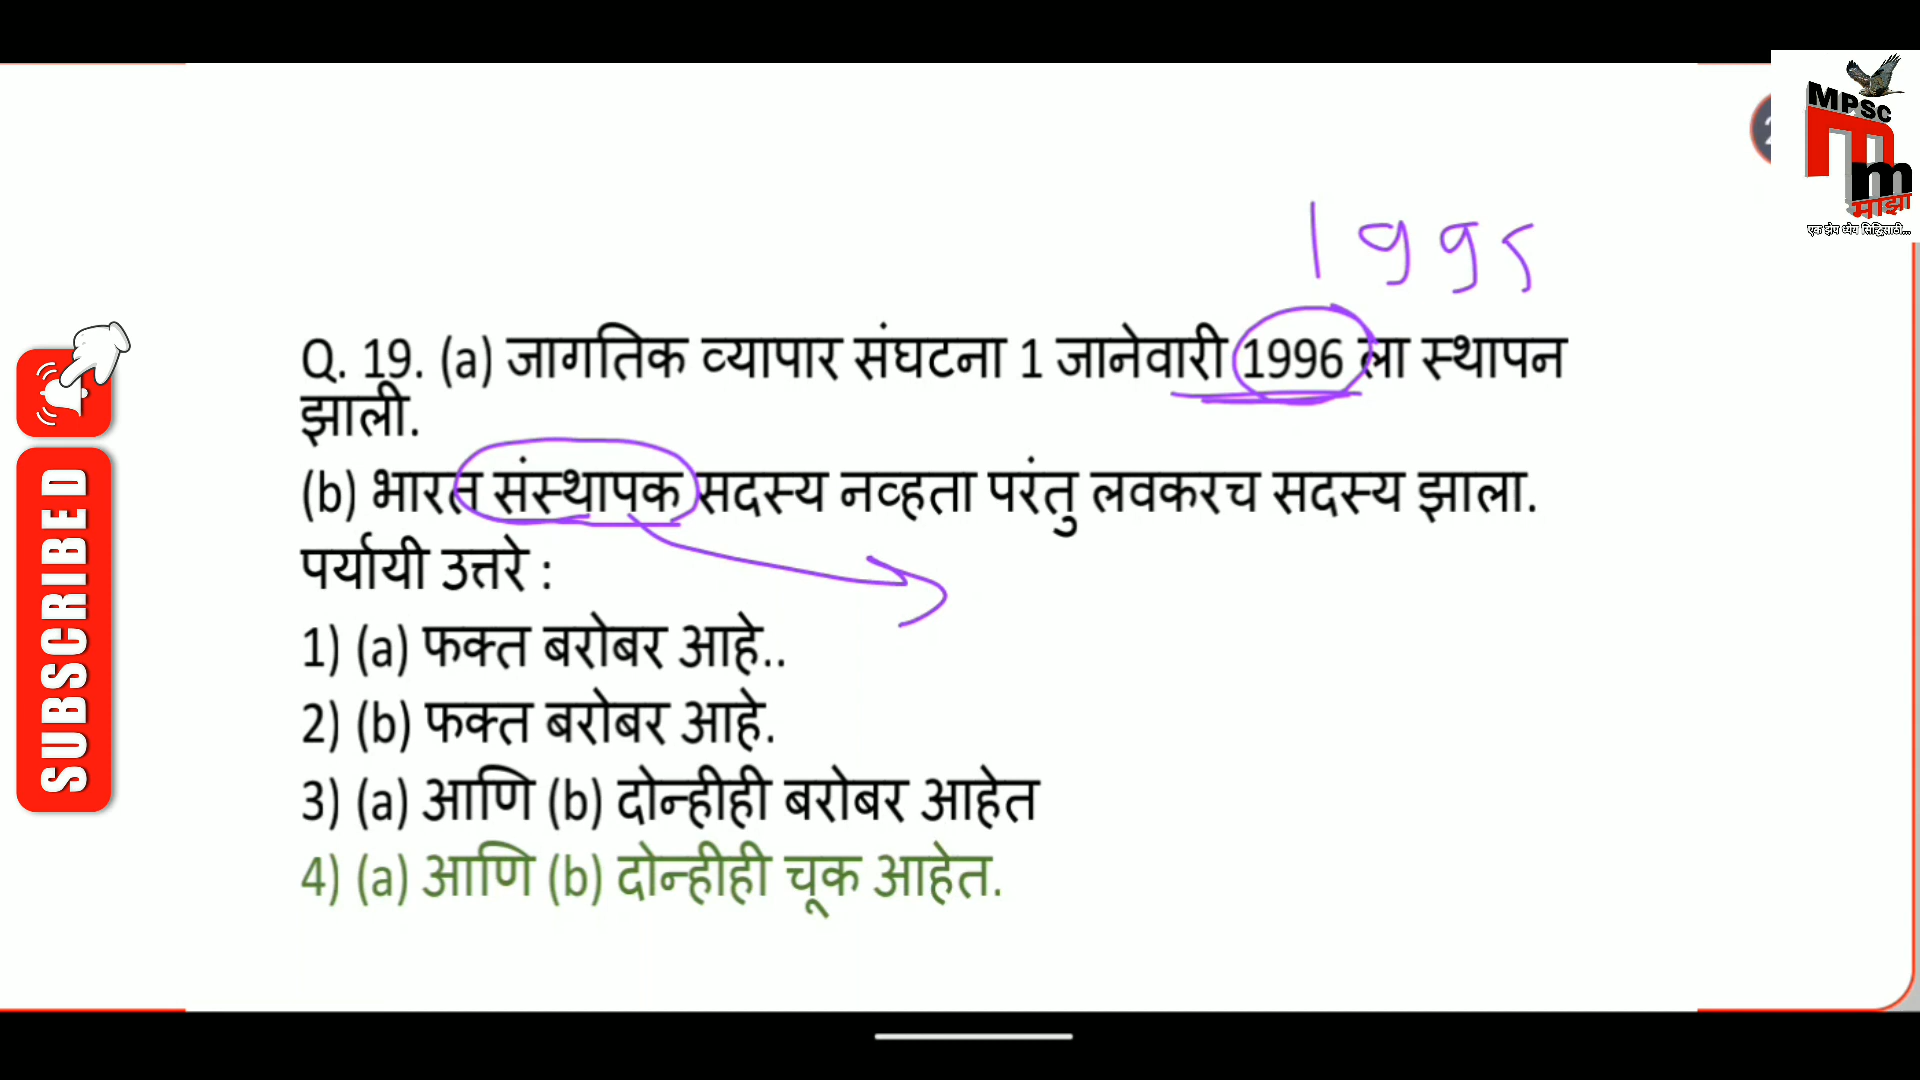 MPSC
माझा
एक झेप ध्येय सिद्धिसाठी...
1995
Q. 19. (a) जागतिक व्यापार संघटना 1 जानेवारी 1996 ला स्थापन
झाली.
(b) भारत संस्थापक सदस्य नव्हता परंतु लवकरच सदस्य झाला.
पर्यायी उत्तरे :
1) (a) फक्त बरोबर आहे..
2) (b) फक्त बरोबर आहे.
3) (a) आणि (b) दोन्हीही बरोबर आहेत
4) (a) आणि (b) दोन्हीही चूक आहेत.
SUBSCRIBED